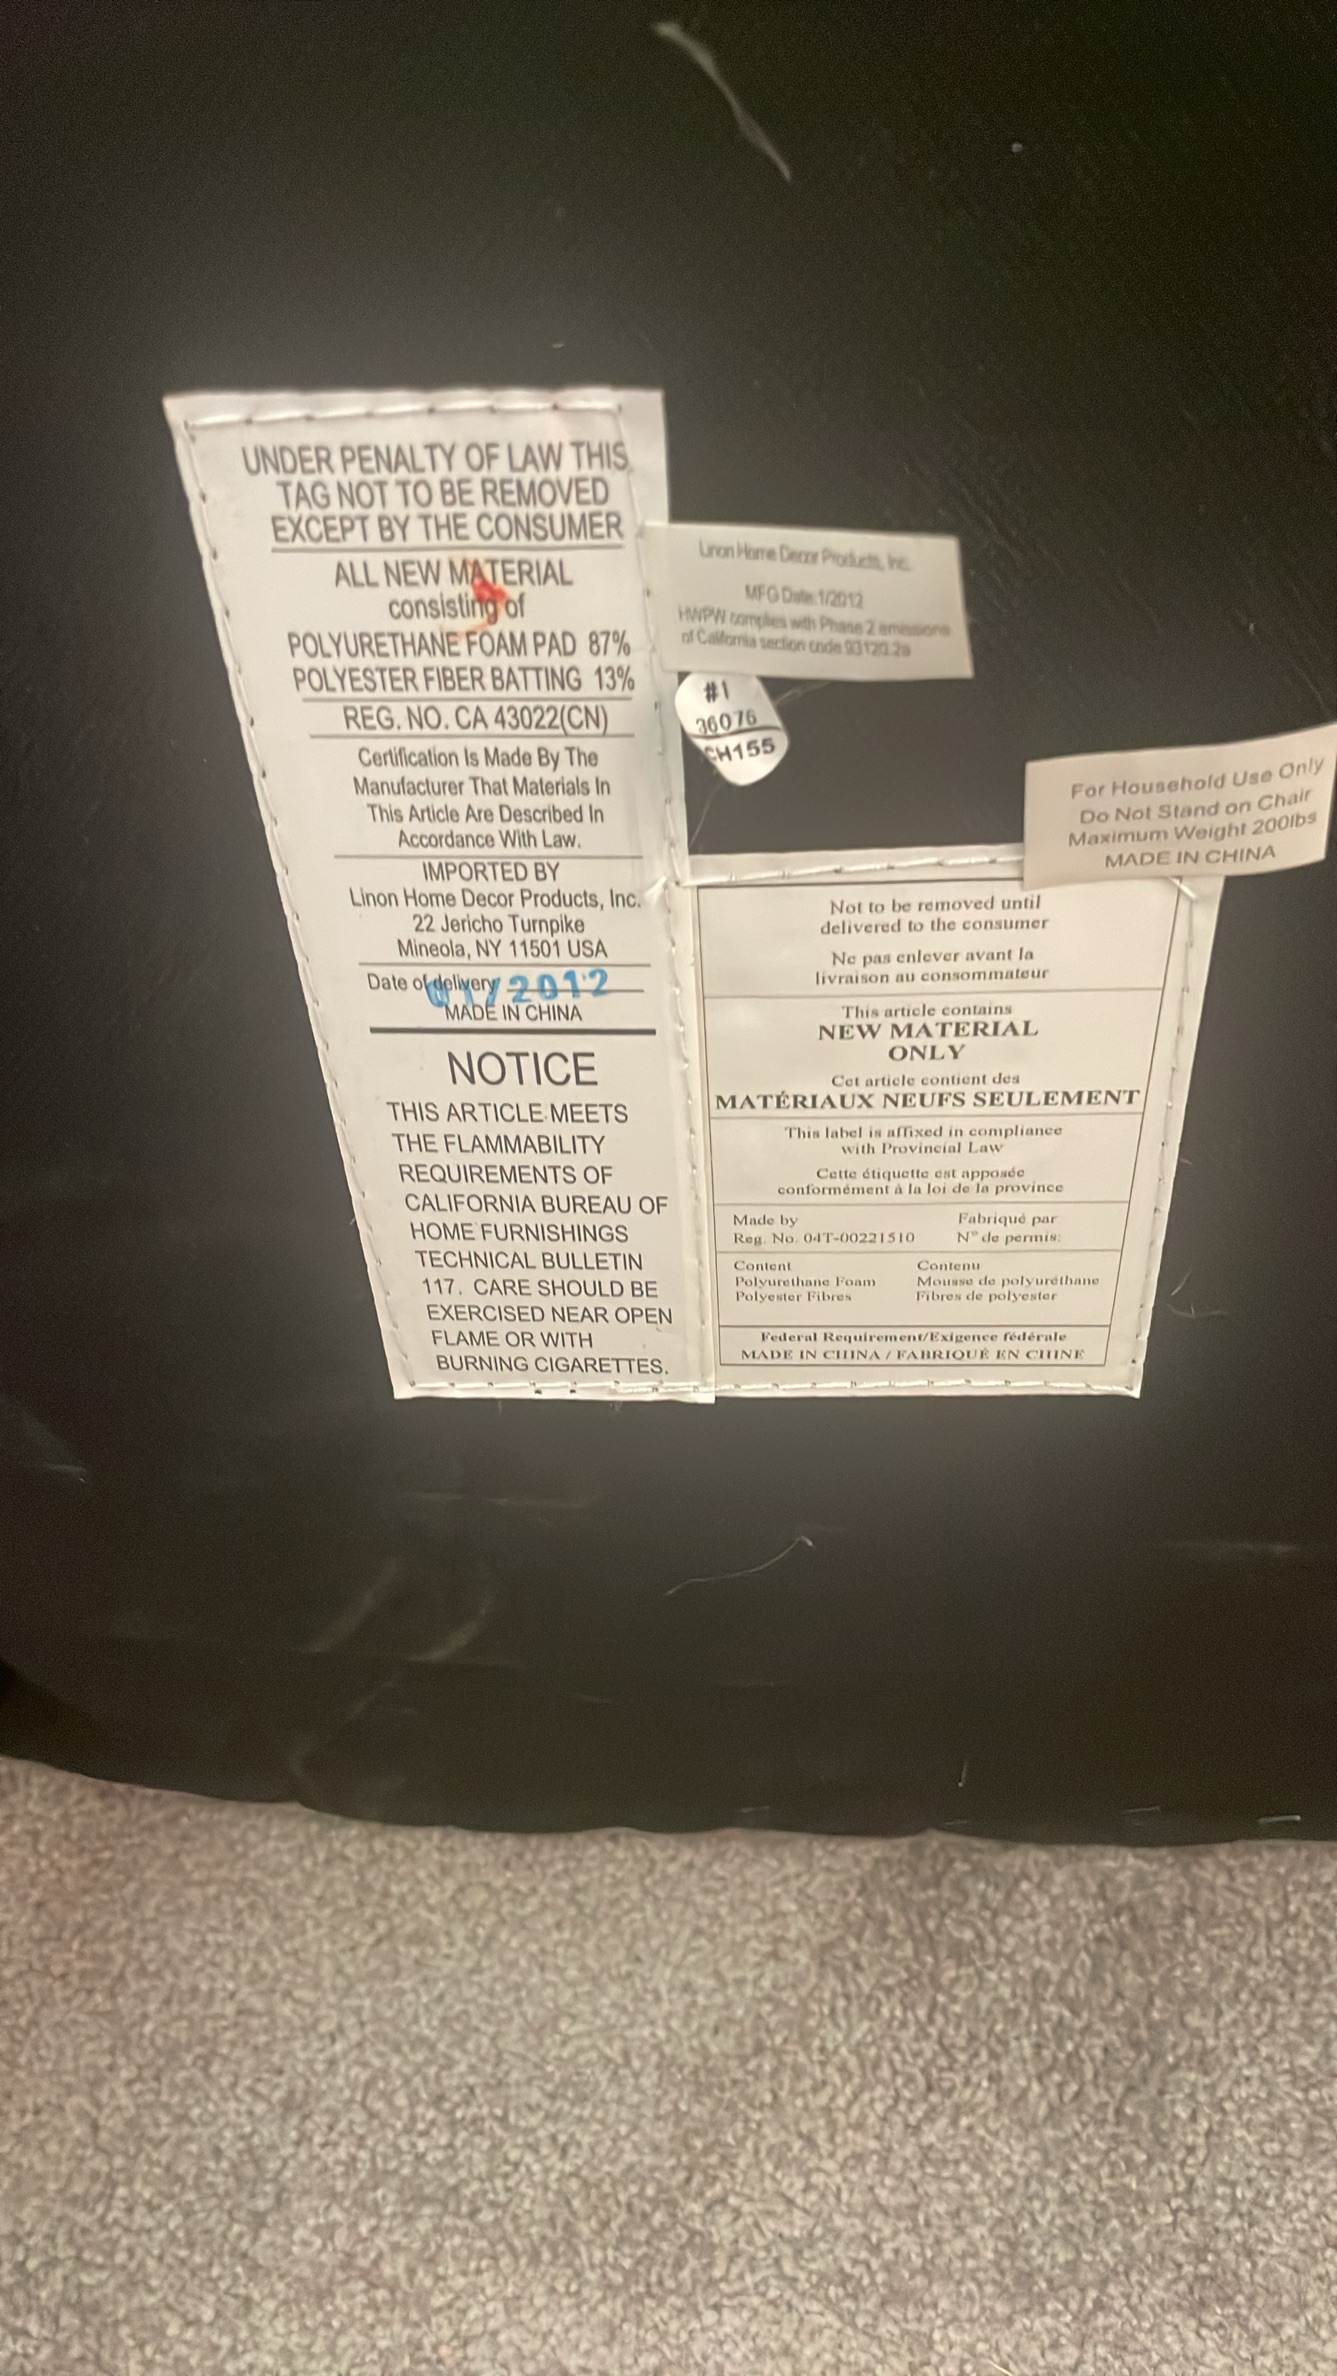 UNDER PENALTY OF LAW THIS
TAG NOT TO BE REMOVED
EXCEPT BY THE CONSUMER
ALL NEW MATERIAL
consisting of
POLYURETHANE FOAM PAD 87%
POLYESTER FIBER BATTING 13%
REG. NO. CA 43022(CN)
Certification Is Made By The
Manufacturer That Materials In
This Article Are Described In
Accordance With Law.
IMPORTED BY
Linon Home Decor Products, Inc.
22 Jericho Turnpike
Mineola, NY 11501 USA
Date of delivery 01/2012
MADE IN CHINA
NOTICE
THIS ARTICLE MEETS
THE FLAMMABILITY
REQUIREMENTS OF
CALIFORNIA BUREAU OF
HOME FURNISHINGS
TECHNICAL BULLETIN
117. CARE SHOULD BE
EXERCISED NEAR OPEN
FLAME OR WITH
BURNING CIGARETTES.
Linon Home Decor Products, Inc.
MFG Date:1/2012
HWPW complies with Phase 2 emissions
of California section code 93120.2a
#1
36076
CH155
For Household Use Only
Do Not Stand on Chair
Maximum Weight 200lbs
MADE IN CHINA
Not to be removed until
delivered to the consumer
Ne pas enlever avant la
livraison au consommateur
This article contains
NEW MATERIAL
ONLY
Cet article contient des
MATÉRIAUX NEUFS SEULEMENT
This label is affixed in compliance
with Provincial Law
Cette étiquette est apposée
conformément à la loi de la province
Made by Fabriqué par
Reg. No. 04T-00221510 N° de permis:
Content Contenu
Polyurethane Foam Mousse de polyuréthane
Polyester Fibres Fibres de polyester
Federal Requirement/Exigence fédérale
MADE IN CHINA / FABRIQUÉ EN CHINE